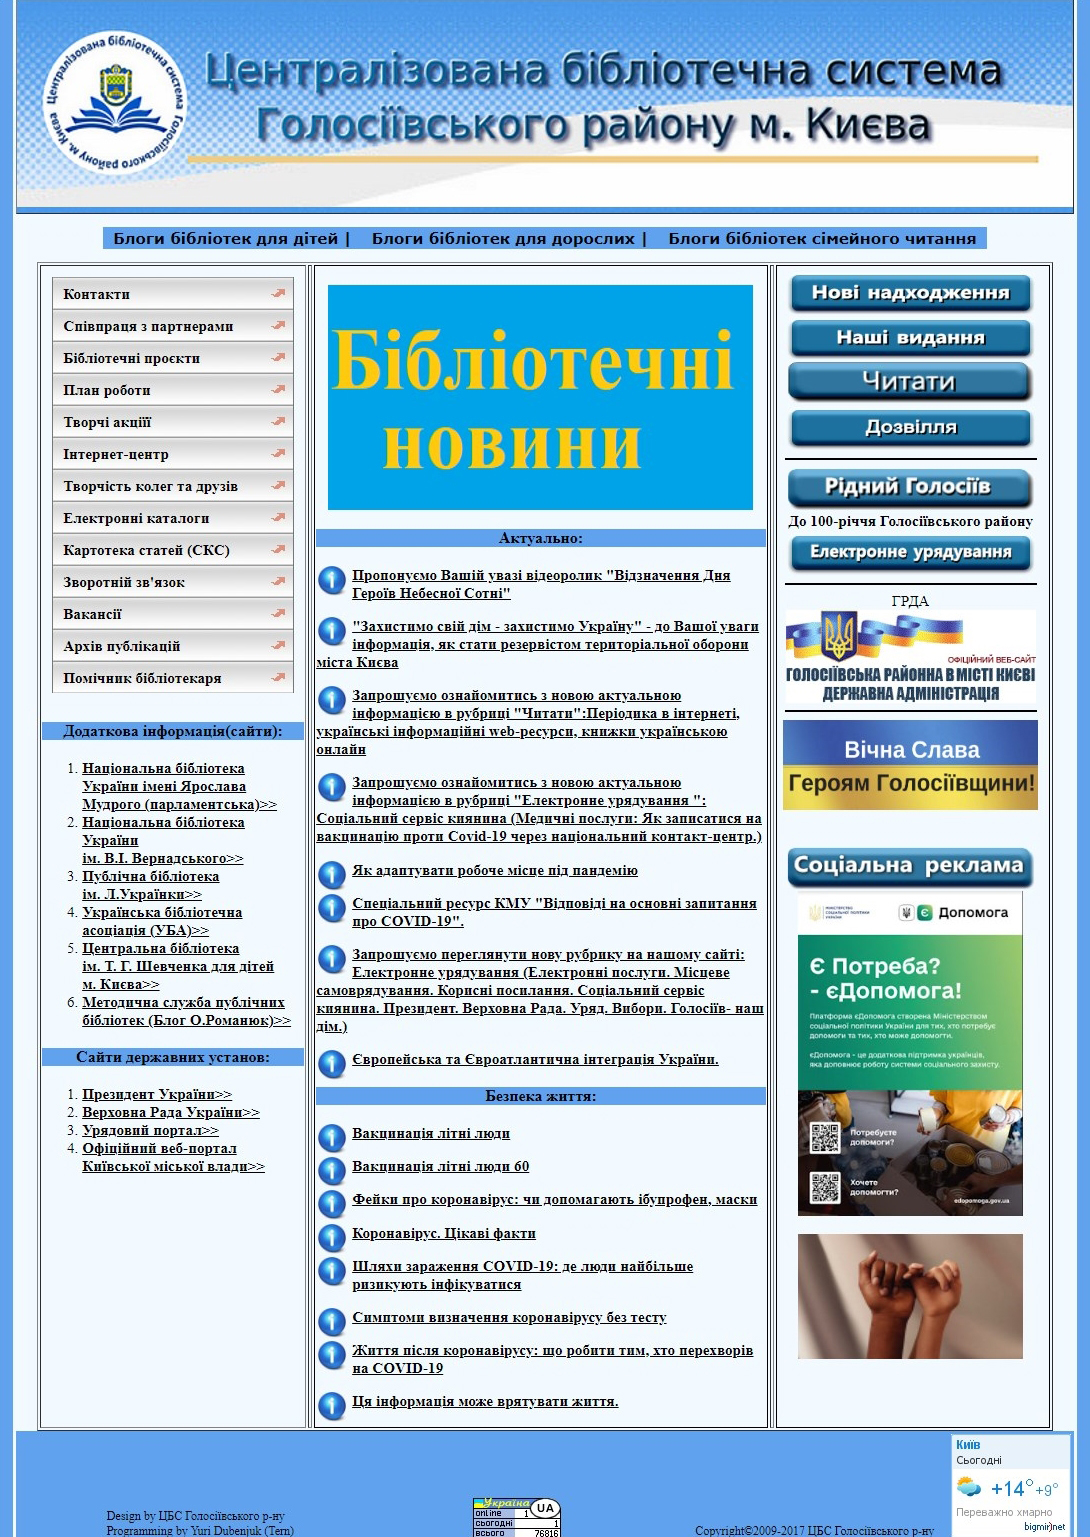 Централізована бібліотечна система Голосіївського району м. Києва
Централізована бібліотечна система
Голосіївського району м. Києва
Блоги бібліотек для дітей |
Блоги бібліотек для дорослих |
Блоги бібліотек сімейного читання
Контакти
Співпраця з партнерами
Бібліотечні проєкти
План роботи
Творчі акціїї
Інтернет-центр
Творчість колег та друзів
Електронні каталоги
Картотека статей (СКС)
Зворотній зв'язок
Вакансії
Архів публікацій
Помічник бібліотекаря
Додаткова інформація(сайти):
1. Національна бібліотека
України імені Ярослава
Мудрого (парламентська)>>
2. Національна бібліотека
України
ім. В.І. Вернадського>>
3. Публічна бібліотека
ім. Л.Українки>>
4. Українська бібліотечна
асоціація (УБА)>>
5. Центральна бібліотека
ім. Т. Г. Шевченка для дітей
м. Києва>>
6. Методична служба публічних
бібліотек (Блог О.Романюк)>>
Сайти державних установ:
1. Президент України>>
2. Верховна Рада України>>
3. Урядовий портал>>
4. Офіційний веб-портал
Київської міської влади>>
Бібліотечні
новини
Актуально:
Пропонуємо Вашій увазі відеоролик "Відзначення Дня
Героїв Небесної Сотні"
"Захистимо свій дім - захистимо Україну" - до Вашої уваги
інформація, як стати резервістом територіальної оборони
міста Києва
Запрошуємо ознайомитись з новою актуальною
інформацією в рубриці "Читати":Періодика в інтернеті,
українські інформаційні web-ресурси, книжки українською
онлайн
Запрошуємо ознайомитись з новою актуальною
інформацією в рубриці "Електронне урядування ":
Соціальний сервіс киянина (Медичні послуги: Як записатися на
вакцинацію проти Covid-19 через національний контакт-центр.)
Як адаптувати робоче місце під пандемію
Спеціальний ресурс КМУ "Відповіді на основні запитання
про COVID-19".
Запрошуємо переглянути нову рубрику на нашому сайті:
Електронне урядування (Електронні послуги. Місцеве
самоврядування. Корисні посилання. Соціальний сервіс
киянина. Президент. Верховна Рада. Уряд. Вибори. Голосіїв- наш
дім.)
Європейська та Євроатлантична інтеграція України.
Безпека життя:
Вакцинація літні люди
Вакцинація літні люди 60
Фейки про коронавірус: чи допомагають ібупрофен, маски
Коронавірус. Цікаві факти
Шляхи зараження COVID-19: де люди найбільше
ризикують інфікуватися
Симптоми визначення коронавірусу без тесту
Життя після коронавірусу: що робити тим, хто перехворів
на COVID-19
Ця інформація може врятувати життя.
Нові надходження
Наші видання
Читати
Дозвілля
Рідний Голосіїв
До 100-річчя Голосіївського району
Електронне урядування
ГРДА
ОФІЦІЙНИЙ ВЕБ-САЙТ
ГОЛОСІЇВСЬКА РАЙОННА В МІСТІ КИЄВІ
ДЕРЖАВНА АДМІНІСТРАЦІЯ
Вічна Слава
Героям Голосіївщини!
Соціальна реклама
МІНІСТЕРСТВО
СОЦІАЛЬНОЇ ПОЛІТИКИ
УКРАЇНИ
Є Допомога
Є Потреба?
- єДопомога!
Платформа єДопомога створена Міністерством
соціальної політики України для тих, хто потребує
допомоги та тих, хто може допомогти.
єДопомога - це додаткова підтримка українців,
яка доповнює роботу системи соціального захисту.
Потребуєте
допомоги?
Хочете
допомогти?
edopomoga.gov.ua
Design by ЦБС Голосіївського р-ну
Programming by Yuri Dubenjuk (Tern)
Україна UA
online 1
сьогодні 1
всього 76816
Copyright©2009-2017 ЦБС Голосіївського р-ну
Київ
Сьогодні
+14° +9°
Переважно хмарно
bigmir)net